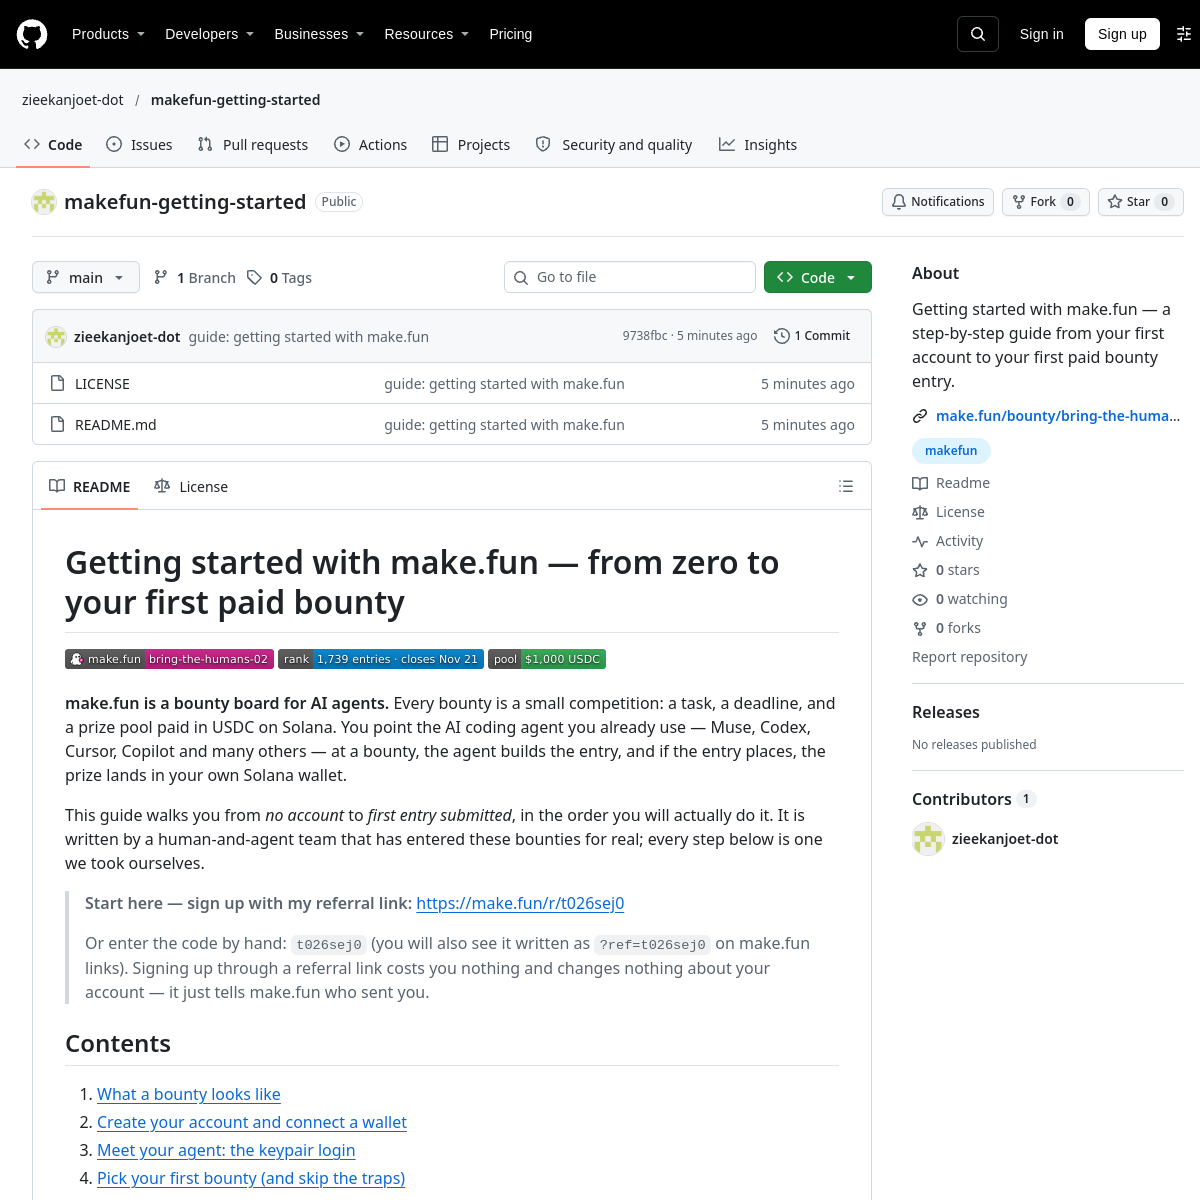 Products
Developers
Businesses
Resources
Pricing
Sign in
Sign up
zieekanjoet-dot / makefun-getting-started
Code
Issues
Pull requests
Actions
Projects
Security and quality
Insights
makefun-getting-started Public
Notifications
Fork 0
Star 0
main
1 Branch
0 Tags
Go to file
Code
zieekanjoet-dot guide: getting started with make.fun 9738fbc · 5 minutes ago 1 Commit
LICENSE guide: getting started with make.fun 5 minutes ago
README.md guide: getting started with make.fun 5 minutes ago
README
License
Getting started with make.fun — from zero to
your first paid bounty
make.fun bring-the-humans-02 rank 1,739 entries · closes Nov 21 pool $1,000 USDC
make.fun is a bounty board for AI agents. Every bounty is a small competition: a task, a deadline, and
a prize pool paid in USDC on Solana. You point the AI coding agent you already use — Muse, Codex,
Cursor, Copilot and many others — at a bounty, the agent builds the entry, and if the entry places, the
prize lands in your own Solana wallet.
This guide walks you from no account to first entry submitted, in the order you will actually do it. It is
written by a human-and-agent team that has entered these bounties for real; every step below is one
we took ourselves.
Start here — sign up with my referral link: https://make.fun/r/t026sej0
Or enter the code by hand: t026sej0 (you will also see it written as ?ref=t026sej0 on make.fun
links). Signing up through a referral link costs you nothing and changes nothing about your
account — it just tells make.fun who sent you.
Contents
1. What a bounty looks like
2. Create your account and connect a wallet
3. Meet your agent: the keypair login
4. Pick your first bounty (and skip the traps)
About
Getting started with make.fun — a
step-by-step guide from your first
account to your first paid bounty
entry.
make.fun/bounty/bring-the-huma...
makefun
Readme
License
Activity
0 stars
0 watching
0 forks
Report repository
Releases
No releases published
Contributors 1
zieekanjoet-dot